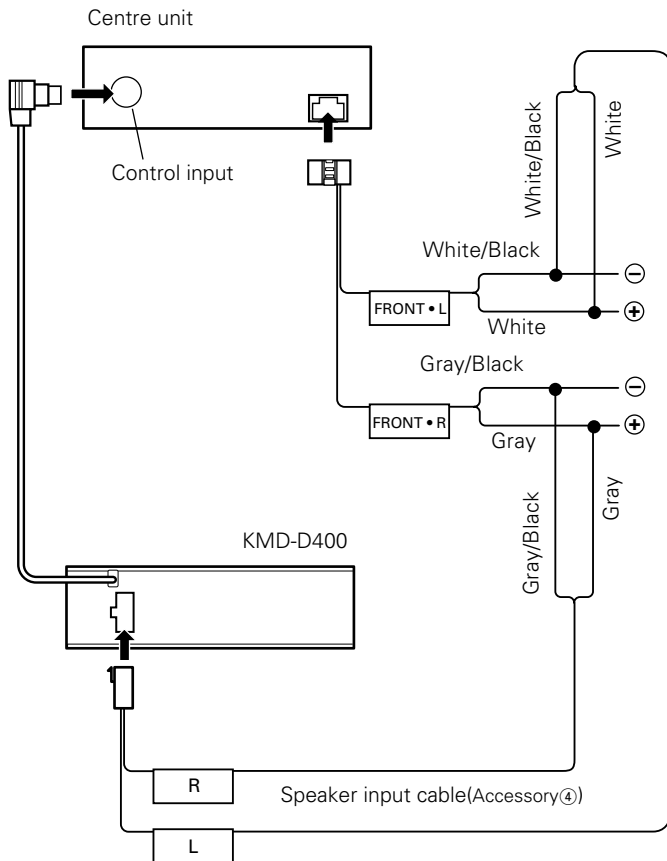 Centre unit
Control input
White/Black
White
White/Black
FRONT • L
⊖
⊕
White
Gray/Black
FRONT • R
⊖
⊕
Gray
Gray/Black
Gray
KMD-D400
R
Speaker input cable(Accessory④)
L